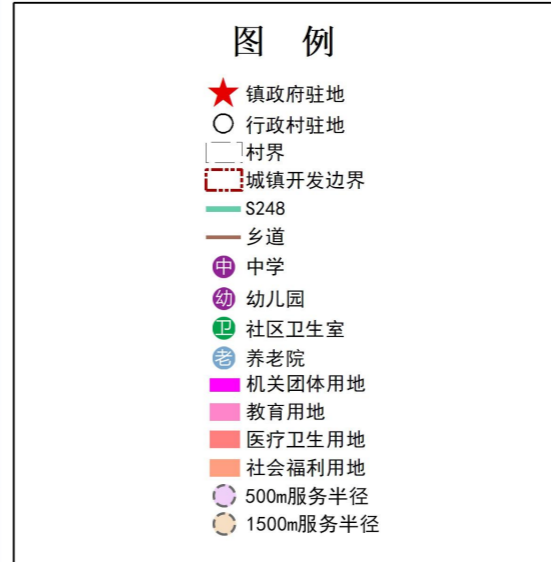 图 例
镇政府驻地
行政村驻地
村界
城镇开发边界
S248
乡道
中 中学
幼 幼儿园
卫 社区卫生室
老 养老院
机关团体用地
教育用地
医疗卫生用地
社会福利用地
500m服务半径
1500m服务半径